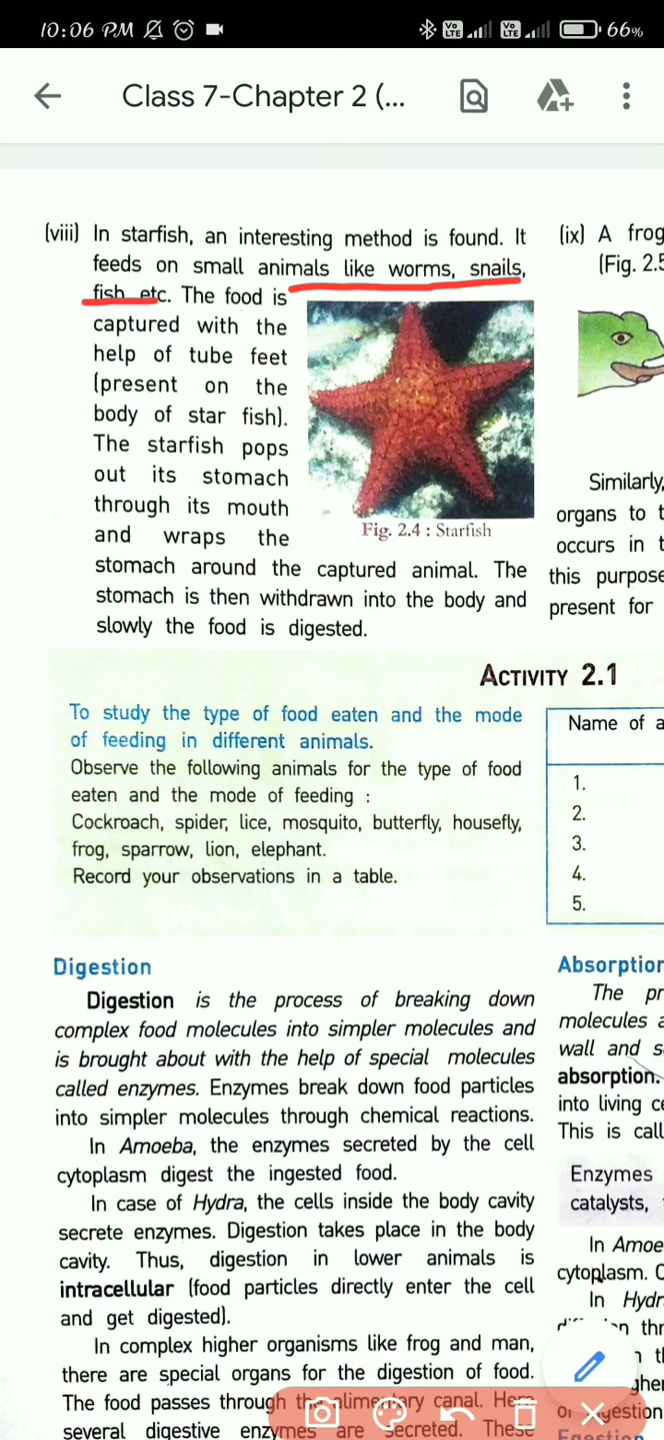 10:06 PM
Vo LTE
Vo LTE
66%
Class 7-Chapter 2 (...
(viii) In starfish, an interesting method is found. It
feeds on small animals like worms, snails,
fish etc. The food is
captured with the
help of tube feet
(present on the
body of star fish).
The starfish pops
out its stomach
through its mouth
and wraps the
Fig. 2.4 : Starfish
stomach around the captured animal. The
stomach is then withdrawn into the body and
slowly the food is digested.
(ix) A frog
(Fig. 2.5
Similarly,
organs to t
occurs in t
this purpose
present for
ACTIVITY 2.1
To study the type of food eaten and the mode
of feeding in different animals.
Observe the following animals for the type of food
eaten and the mode of feeding :
Cockroach, spider, lice, mosquito, butterfly, housefly,
frog, sparrow, lion, elephant.
Record your observations in a table.
Name of a
1.
2.
3.
4.
5.
Digestion
Digestion is the process of breaking down
complex food molecules into simpler molecules and
is brought about with the help of special molecules
called enzymes. Enzymes break down food particles
into simpler molecules through chemical reactions.
In Amoeba, the enzymes secreted by the cell
cytoplasm digest the ingested food.
In case of Hydra, the cells inside the body cavity
secrete enzymes. Digestion takes place in the body
cavity. Thus, digestion in lower animals is
intracellular (food particles directly enter the cell
and get digested).
In complex higher organisms like frog and man,
there are special organs for the digestion of food.
The food passes through the alimentary canal. Here
several digestive enzymes are secreted. These
Absorption
The pr
molecules a
wall and s
absorption.
into living ce
This is call
Enzymes
catalysts,
In Amoe
cytoplasm. C
In Hydr
thr
gher
Egestion